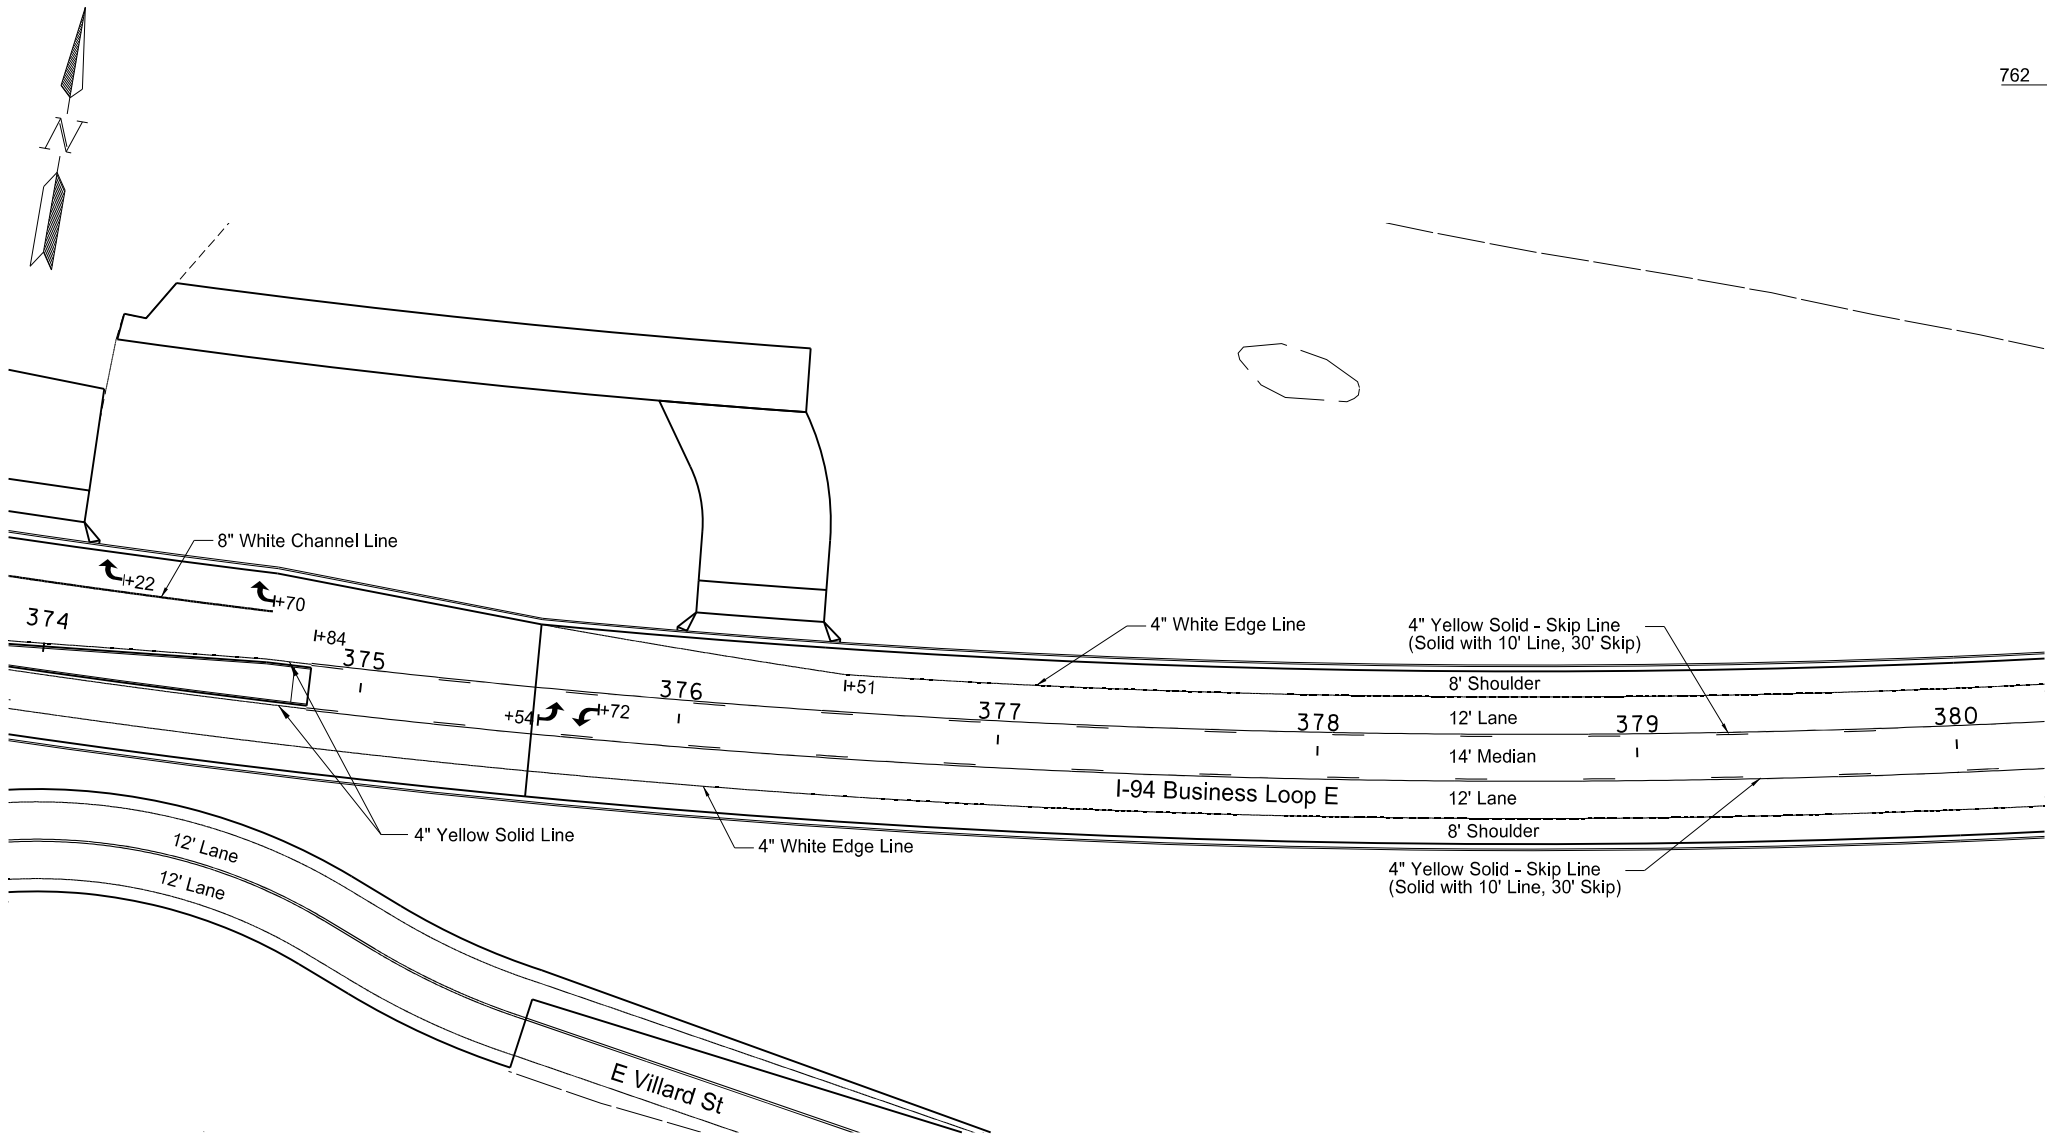 N
762
8" White Channel Line
+22
+70
374
+84
375
376
+51
377
378
379
380
+54
+72
4" White Edge Line
4" Yellow Solid - Skip Line
(Solid with 10' Line, 30' Skip)
8' Shoulder
12' Lane
14' Median
I-94 Business Loop E
12' Lane
8' Shoulder
4" Yellow Solid Line
4" White Edge Line
4" Yellow Solid - Skip Line
(Solid with 10' Line, 30' Skip)
12' Lane
12' Lane
E Villard St